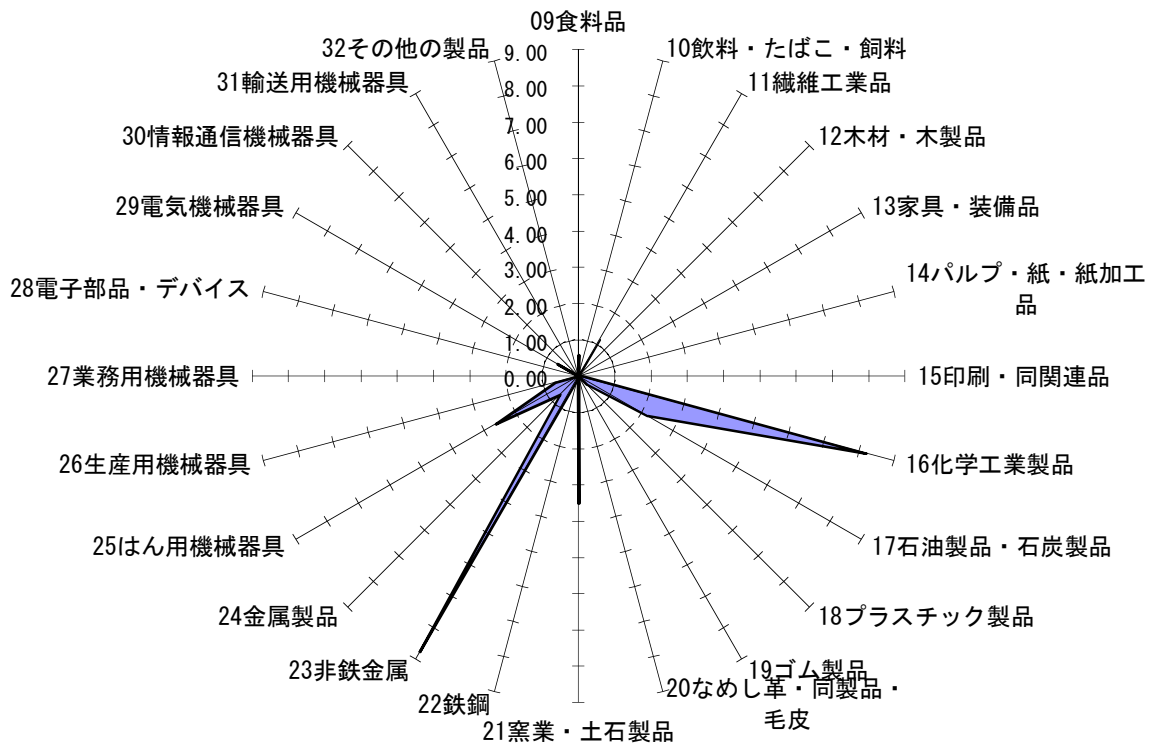 09食料品
10飲料・たばこ・飼料
11繊維工業品
12木材・木製品
13家具・装備品
14パルプ・紙・紙加工
品
15印刷・同関連品
16化学工業製品
17石油製品・石炭製品
18プラスチック製品
19ゴム製品
20なめし革・同製品・
毛皮
21窯業・土石製品
22鉄鋼
23非鉄金属
24金属製品
25はん用機械器具
26生産用機械器具
27業務用機械器具
28電子部品・デバイス
29電気機械器具
30情報通信機械器具
31輸送用機械器具
32その他の製品
9.00
8.00
7.00
6.00
5.00
4.00
3.00
2.00
1.00
0.00